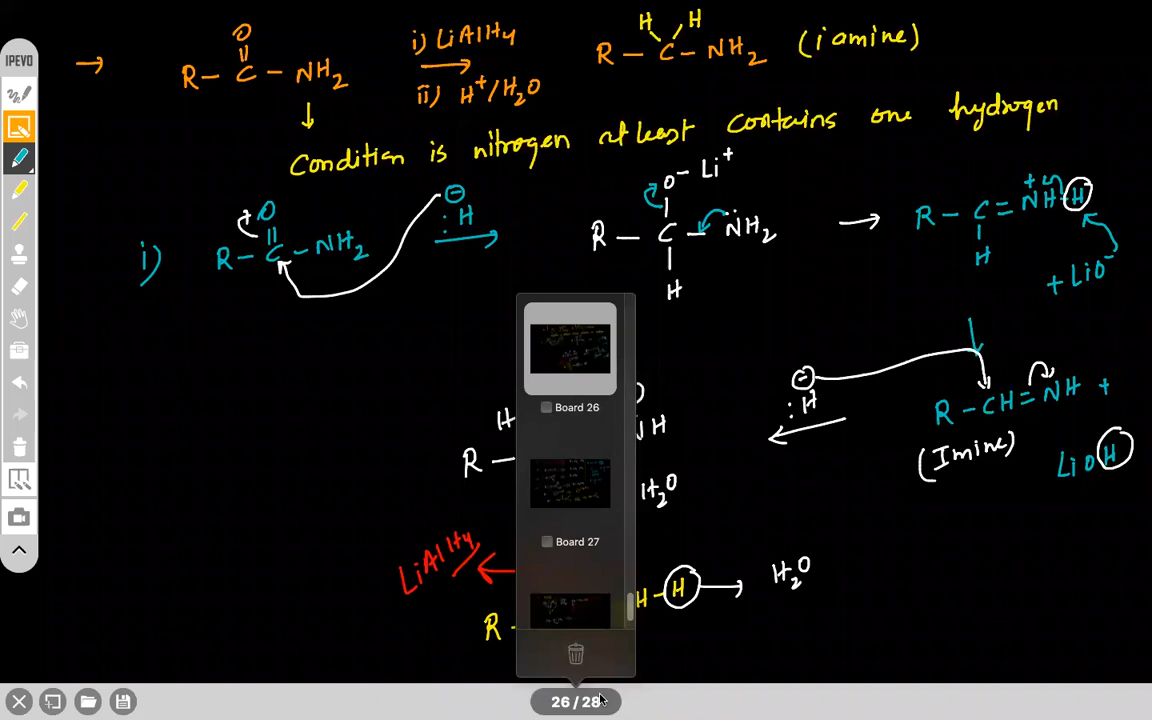 IPEVO
O
i) LiAlH4
H H
→ R – C – NH2
ii) H+/H2O
R – C – NH2 (1 amine)
↓
Condition is nitrogen at least contains one hydrogen
i) O
R – C – NH2
⊖
: H
O– Li+
R – C – N̈H2
H
→
R – C = +NH – H
H
+ LiO–
⊖
: H
R – CH = NH +
(Imine) LiOH
H
R –
H
H2O
Board 26
Board 27
LiAlH4
H – H → H2O
R -
26 / 28